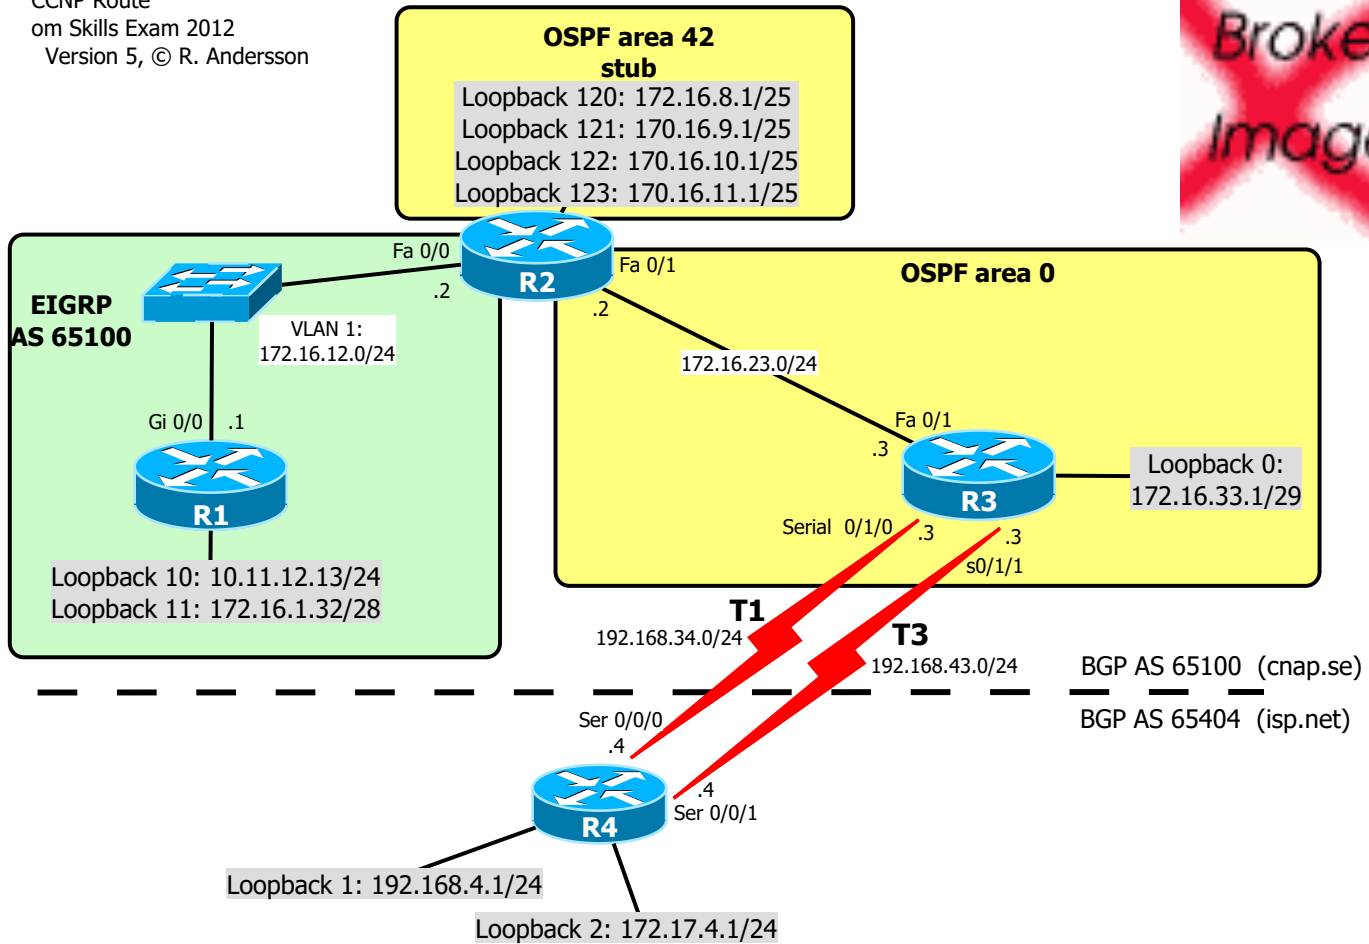 CCNP Route
om Skills Exam 2012
Version 5, © R. Andersson
OSPF area 42
stub
Loopback 120: 172.16.8.1/25
Loopback 121: 170.16.9.1/25
Loopback 122: 170.16.10.1/25
Loopback 123: 170.16.11.1/25
Broke
Image
Fa 0/0
.2
R2
Fa 0/1
.2
OSPF area 0
EIGRP
AS 65100
VLAN 1:
172.16.12.0/24
172.16.23.0/24
Gi 0/0
.1
R1
Loopback 10: 10.11.12.13/24
Loopback 11: 172.16.1.32/28
Fa 0/1
.3
R3
Loopback 0:
172.16.33.1/29
Serial 0/1/0
.3
.3
s0/1/1
T1
192.168.34.0/24
T3
192.168.43.0/24
BGP AS 65100 (cnap.se)
BGP AS 65404 (isp.net)
Ser 0/0/0
.4
.4
Ser 0/0/1
R4
Loopback 1: 192.168.4.1/24
Loopback 2: 172.17.4.1/24